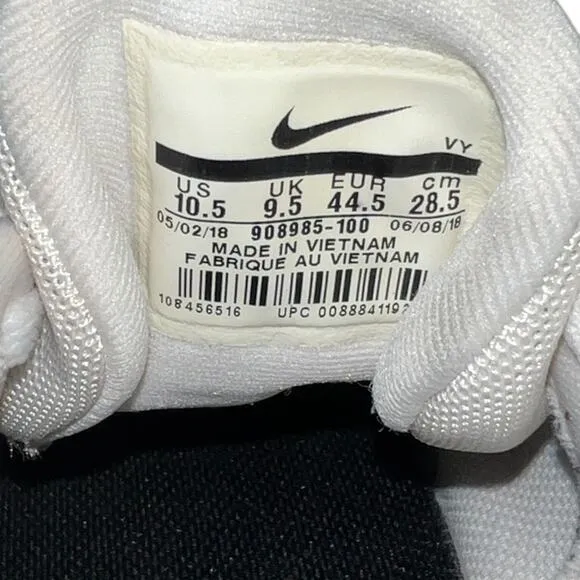 VY
US UK EUR cm
10.5 9.5 44.5 28.5
05/02/18 908985-100 06/08/18
MADE IN VIETNAM
FABRIQUE AU VIETNAM
108456516 UPC 0088841192